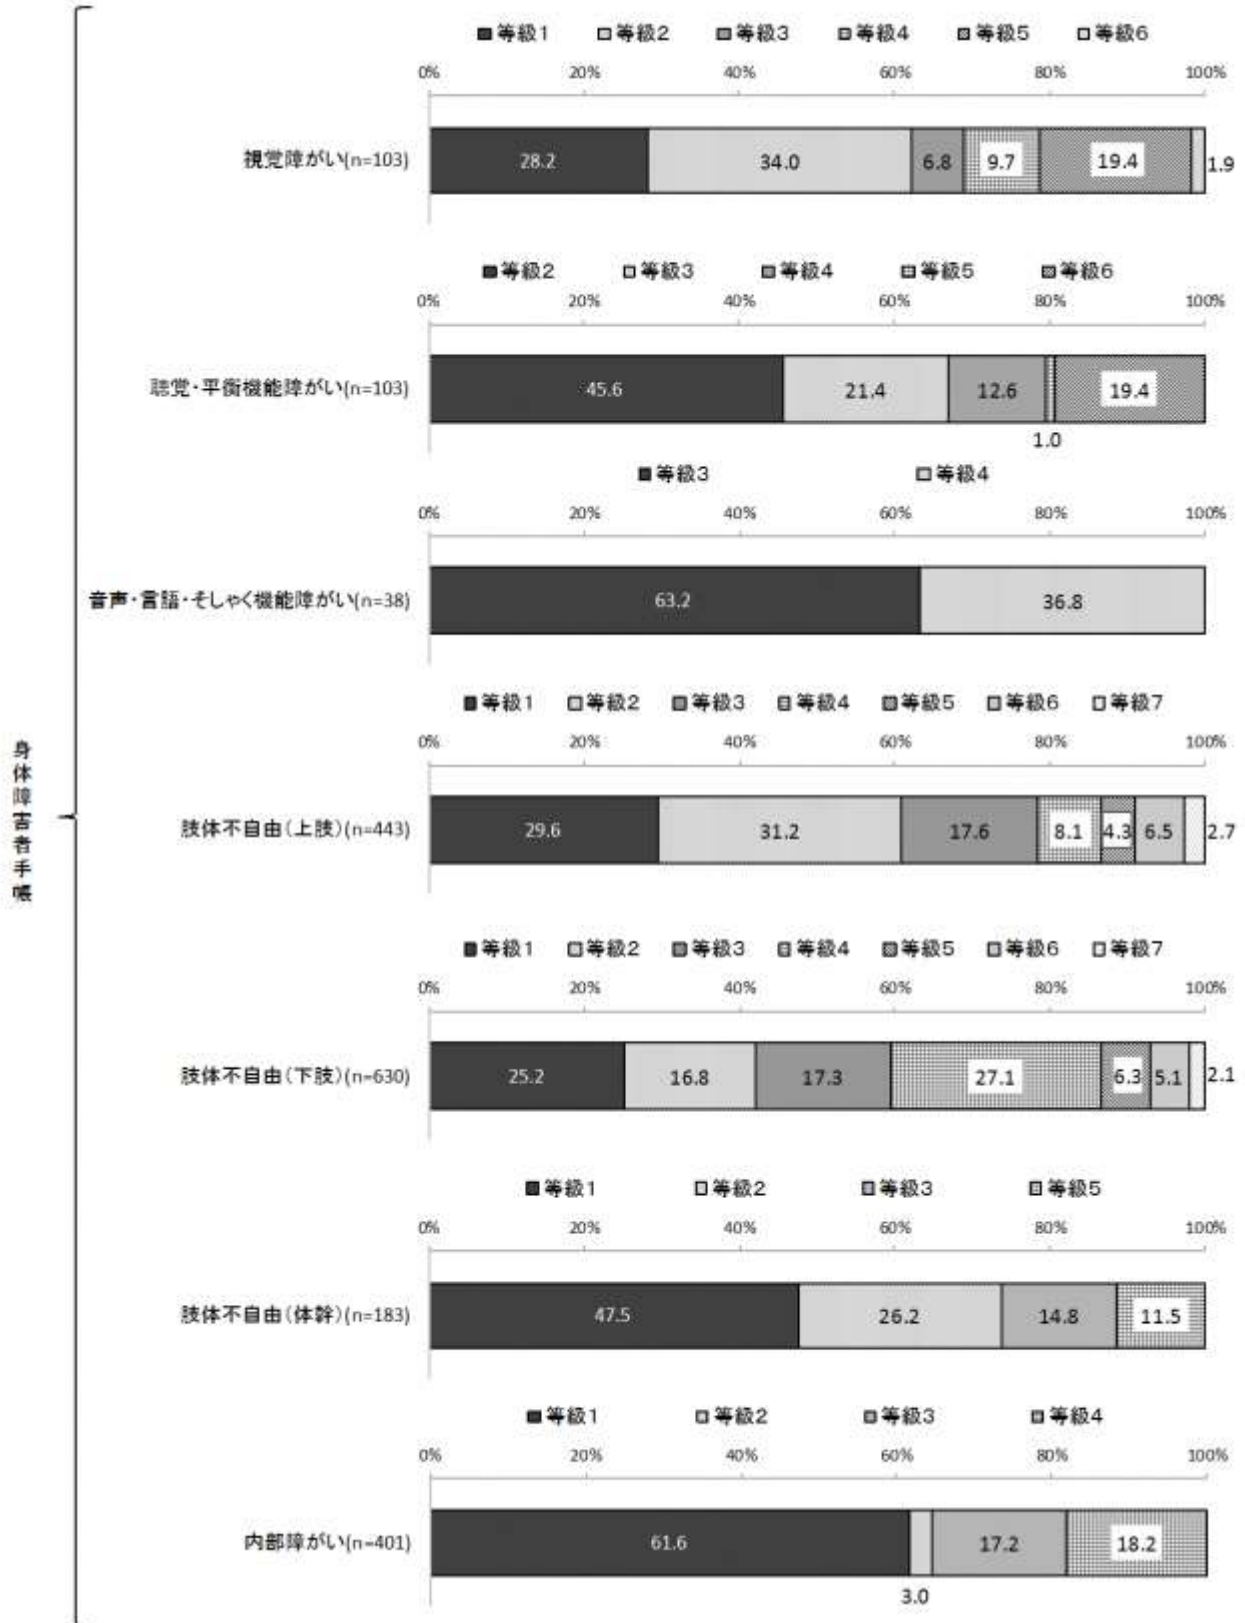 身体障害者手帳
■等級1 □等級2 ■等級3 □等級4 ■等級5 □等級6
0% 20% 40% 60% 80% 100%
視覚障がい(n=103) 28.2 34.0 6.8 9.7 19.4 1.9
■等級2 □等級3 ■等級4 □等級5 ■等級6
0% 20% 40% 60% 80% 100%
聴覚・平衡機能障がい(n=103) 45.6 21.4 12.6 19.4
1.0
■等級3 □等級4
0% 20% 40% 60% 80% 100%
音声・言語・そしゃく機能障がい(n=38) 63.2 36.8
■等級1 □等級2 ■等級3 □等級4 ■等級5 □等級6 □等級7
0% 20% 40% 60% 80% 100%
肢体不自由(上肢)(n=443) 29.6 31.2 17.6 8.1 4.3 6.5 2.7
■等級1 □等級2 ■等級3 □等級4 ■等級5 □等級6 □等級7
0% 20% 40% 60% 80% 100%
肢体不自由(下肢)(n=630) 25.2 16.8 17.3 27.1 6.3 5.1 2.1
■等級1 □等級2 ■等級3 □等級5
0% 20% 40% 60% 80% 100%
肢体不自由(体幹)(n=183) 47.5 26.2 14.8 11.5
■等級1 □等級2 ■等級3 □等級4
0% 20% 40% 60% 80% 100%
内部障がい(n=401) 61.6 17.2 18.2
3.0